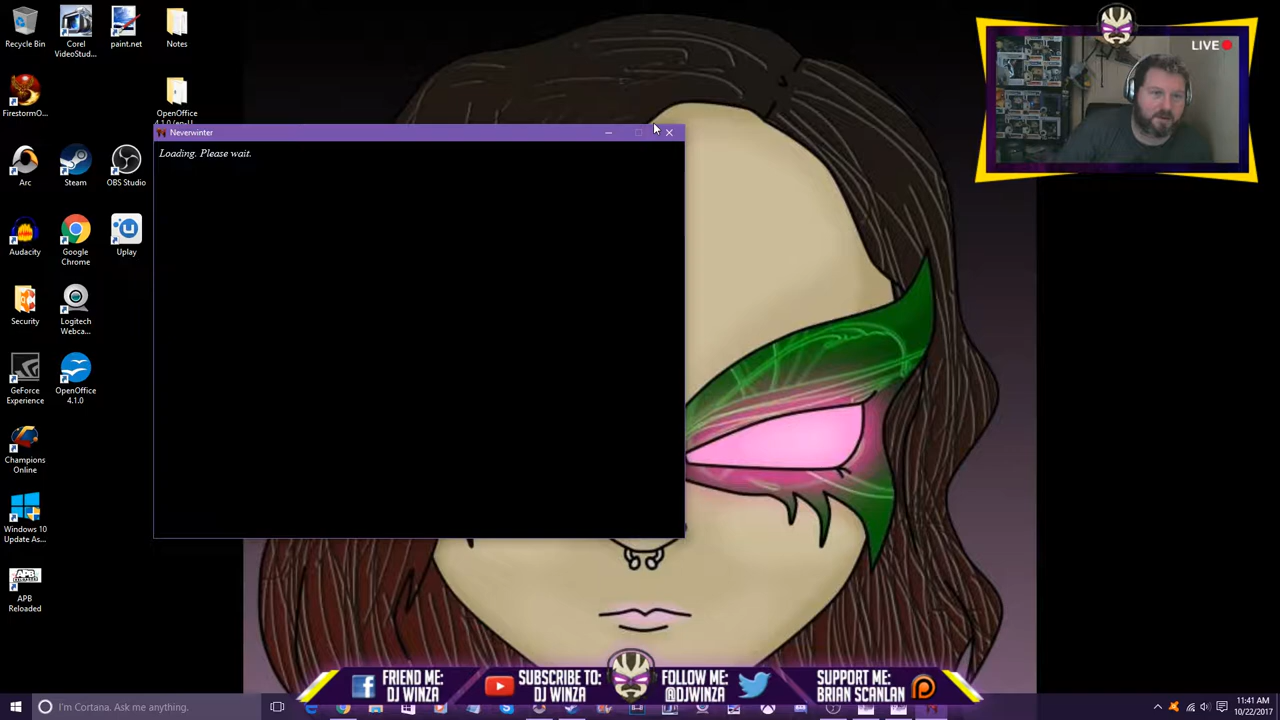 Recycle Bin
Corel
VideoStud...
paint.net
Notes
FirestormO...
OpenOffice
Arc
Steam
OBS Studio
Audacity
Google
Chrome
Uplay
Security
Logitech
Webca...
GeForce
Experience
OpenOffice
4.1.0
Champions
Online
Windows 10
Update As...
APB
Reloaded
Neverwinter
Loading. Please wait.
LIVE
FRIEND ME:
DJ WINZA
SUBSCRIBE TO:
DJ WINZA
FOLLOW ME:
@DJWINZA
SUPPORT ME:
BRIAN SCANLAN
I'm Cortana. Ask me anything.
11:41 AM
10/22/2017